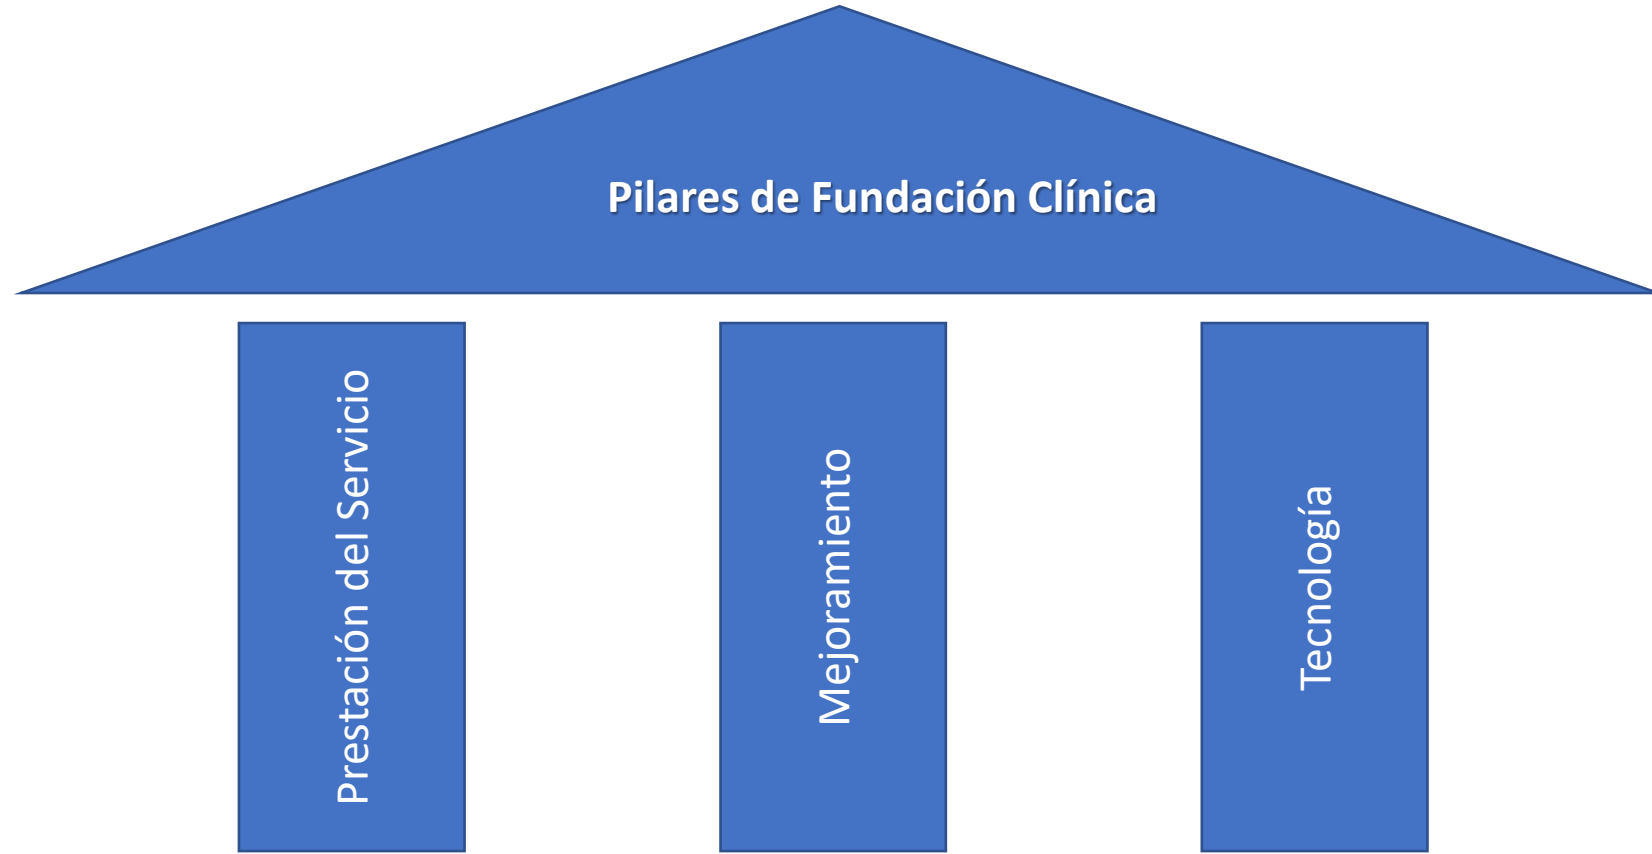 Pilares de Fundación Clínica
Prestación del Servicio
Mejoramiento
Tecnología